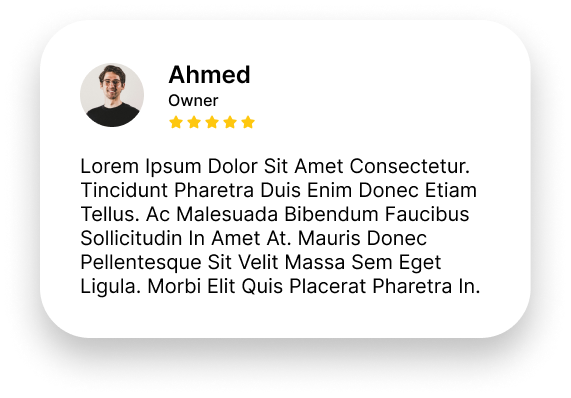 Ahmed
Owner
Lorem Ipsum Dolor Sit Amet Consectetur.
Tincidunt Pharetra Duis Enim Donec Etiam
Tellus. Ac Malesuada Bibendum Faucibus
Sollicitudin In Amet At. Mauris Donec
Pellentesque Sit Velit Massa Sem Eget
Ligula. Morbi Elit Quis Placerat Pharetra In.